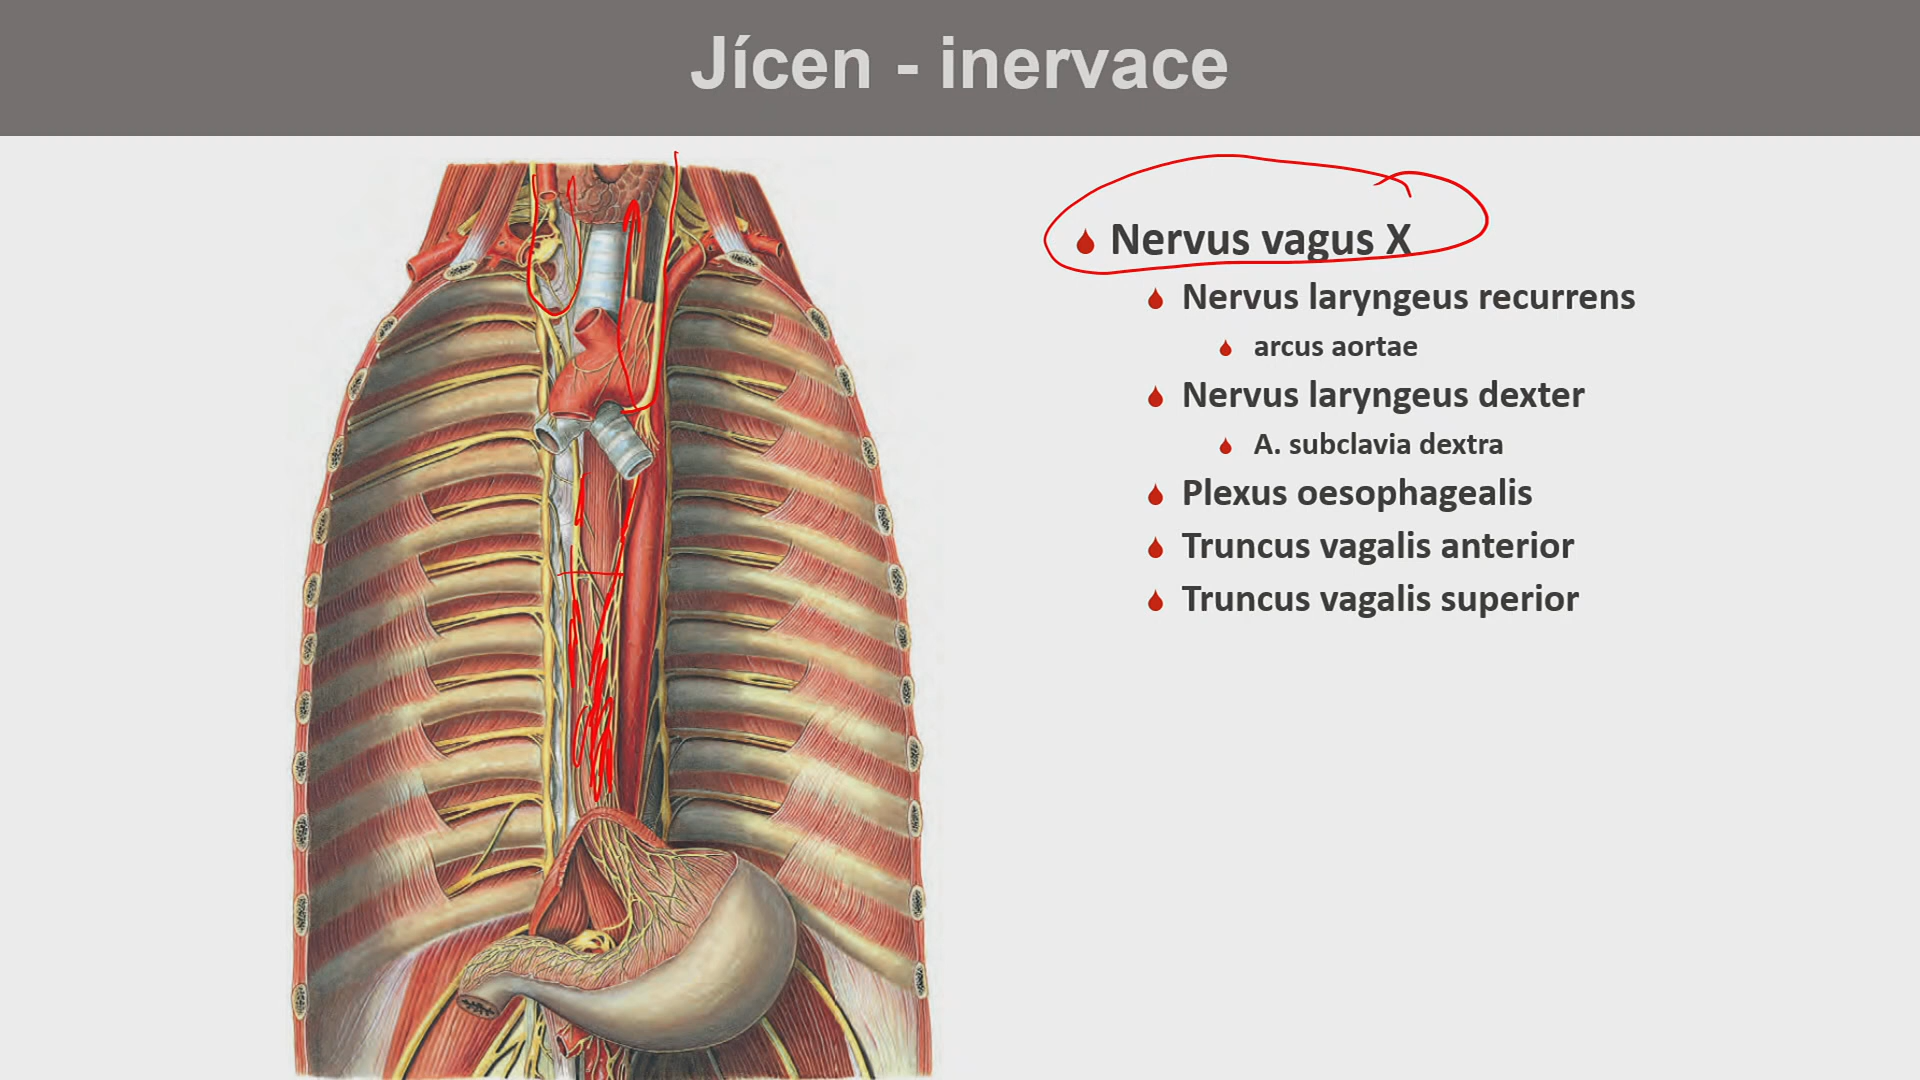 Jícen - inervace
Nervus vagus X
Nervus laryngeus recurrens
arcus aortae
Nervus laryngeus dexter
A. subclavia dextra
Plexus oesophagealis
Truncus vagalis anterior
Truncus vagalis superior